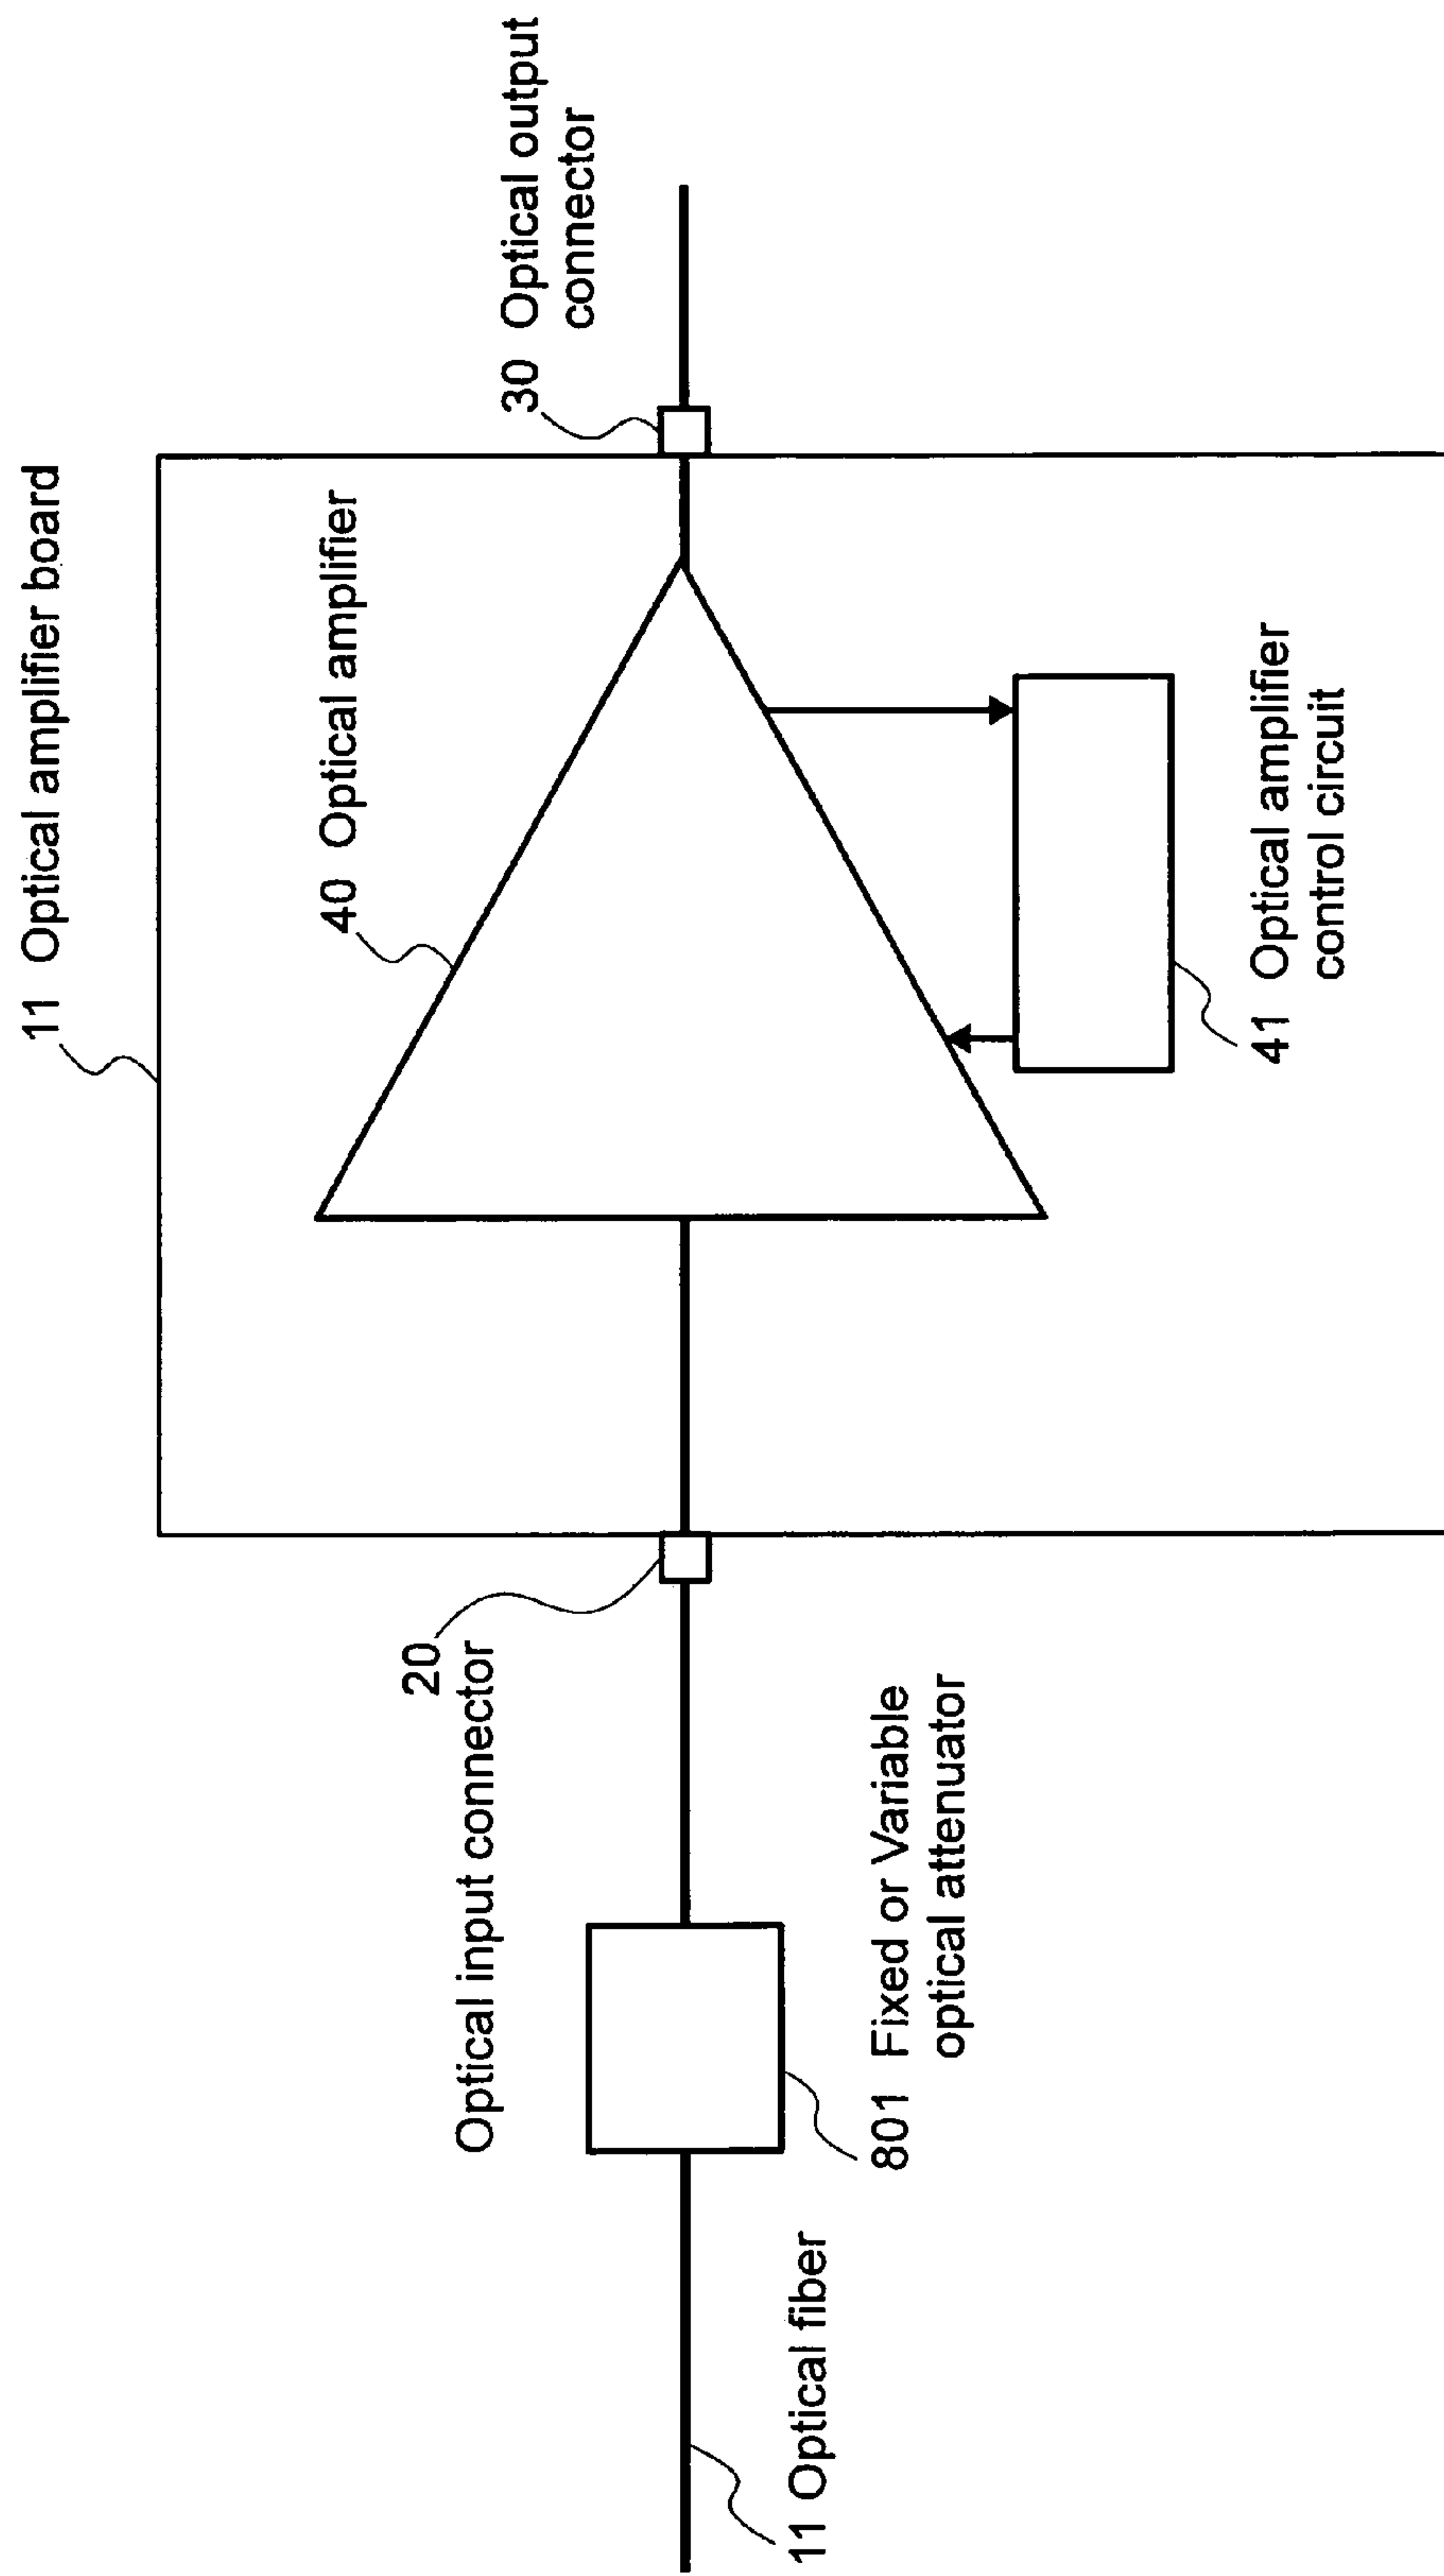 11 Optical amplifier board
30 Optical output
connector
40 Optical amplifier
20
Optical input connector
41 Optical amplifier
control circuit
801 Fixed or Variable
optical attenuator
11 Optical fiber